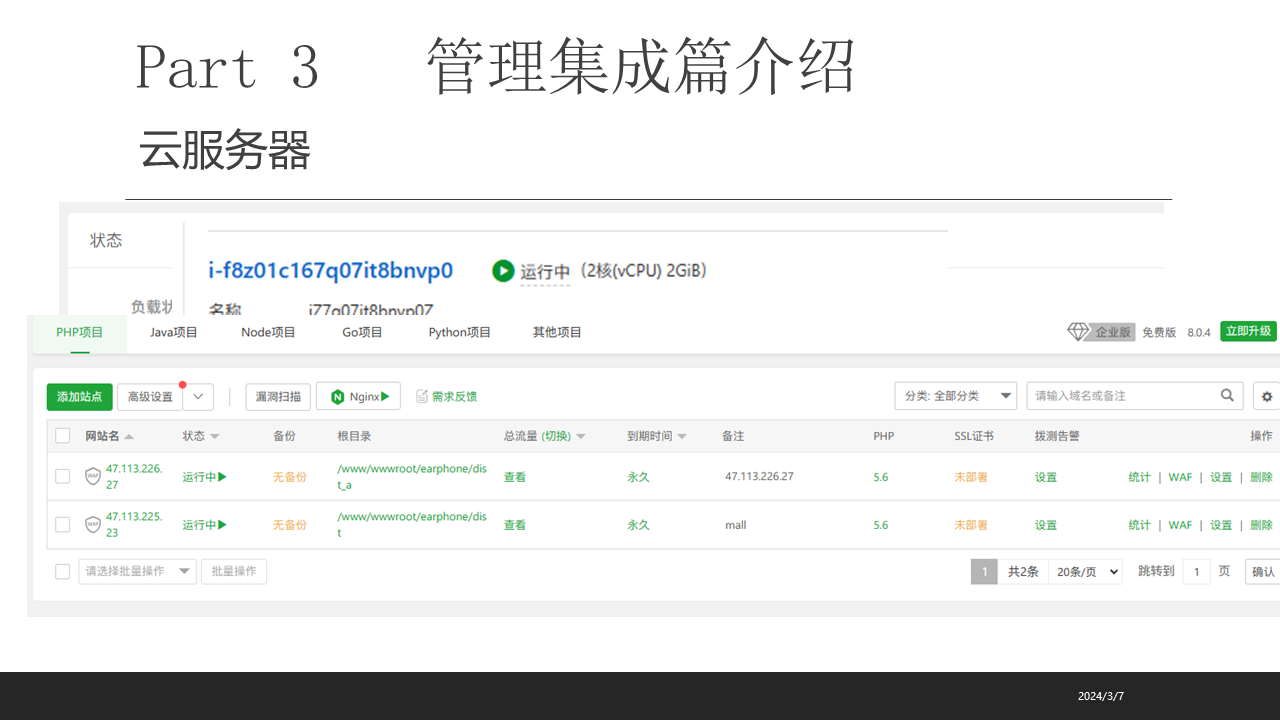 Part 3 管理集成篇介绍
云服务器
状态
i-f8z01c167q07it8bnvp0 运行中 (2核(vCPU) 2GiB)
负载状
名称 iZ7q07it8bnvp0Z
PHP项目 Java项目 Node项目 Go项目 Python项目 其他项目 企业版 免费版 8.0.4 立即升级
添加站点 高级设置 漏洞扫描 Nginx 需求反馈 分类: 全部分类 请输入域名或备注
网站名 状态 备份 根目录 总流量 (切换) 到期时间 备注 PHP SSL证书 拨测告警 操作
47.113.226. /www/wwwroot/earphone/dis
WAF 运行中 无备份 查看 永久 47.113.226.27 5.6 未部署 设置 统计 | WAF | 设置 | 删除
27 t_a
47.113.225. /www/wwwroot/earphone/dis
WAF 运行中 无备份 查看 永久 mall 5.6 未部署 设置 统计 | WAF | 设置 | 删除
23 t
请选择批量操作 批量操作 1 共2条 20条/页 跳转到 1 页 确认
2024/3/7